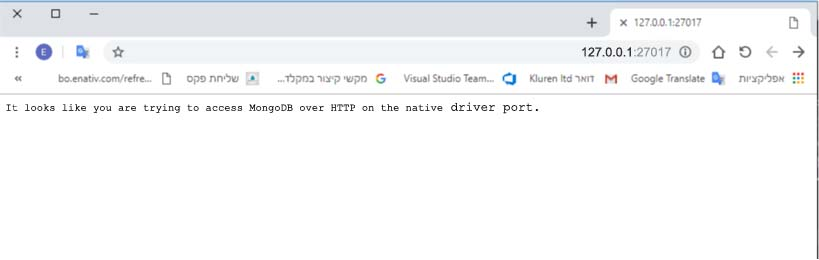 127.0.0.1:27017
127.0.0.1:27017
E
אפליקציות
Google Translate
דואר Kluren ltd
Visual Studio Team...
מקשי קיצור במקלד...
שליחת פקס
bo.enativ.com/refre...
»
It looks like you are trying to access MongoDB over HTTP on the native driver port.